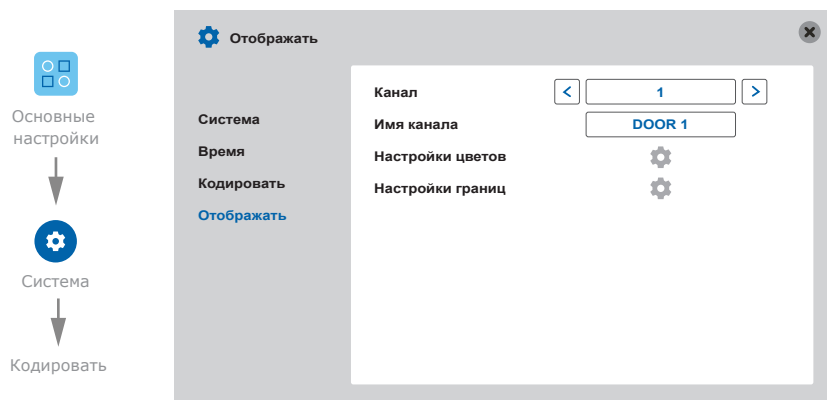 Основные
настройки
Система
Кодировать
Отображать
Система
Время
Кодировать
Отображать
Канал
1
Имя канала
DOOR 1
Настройки цветов
Настройки границ